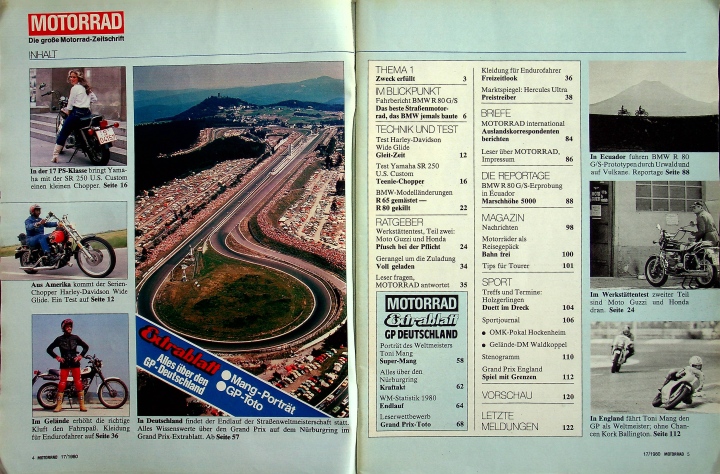 MOTORRAD
Die große Motorrad-Zeitschrift
INHALT
In der 17 PS-Klasse bringt Yama-
ha mit der SR 250 U.S. Custom
einen kleinen Chopper. Seite 16
Aus Amerika kommt der Serien-
Chopper Harley-Davidson Wide
Glide. Ein Test auf Seite 12
Im Gelände erhöht die richtige
Kluft den Fahrspaß. Kleidung
für Endurofahrer auf Seite 36
Extrablatt
Alles über den
GP-Deutschland
● Mang-Porträt
● GP-Toto
In Deutschland findet der Endlauf der Straßenweltmeisterschaft statt.
Alles Wissenswerte über den Grand Prix auf dem Nürburgring im
Grand Prix-Extrablatt. Ab Seite 57
4 MOTORRAD 17/1980
THEMA 1
Zweck erfüllt 3
IM BLICKPUNKT
Fahrbericht BMW R 80 G/S
Das beste Straßenmotor-
rad, das BMW jemals baute 6
TECHNIK UND TEST
Test Harley-Davidson
Wide Glide
Gleit-Zeit 12
Test Yamaha SR 250
U.S. Custom
Teenie-Chopper 16
BMW-Modelländerungen
R 65 gemästet —
R 80 gekillt 22
RATGEBER
Werkstättentest, Teil zwei:
Moto Guzzi und Honda
Pfusch bei der Pflicht 24
Gerangel um die Zuladung
Voll geladen 34
Leser fragen,
MOTORRAD antwortet 35
MOTORRAD
Extrablatt
GP DEUTSCHLAND
Porträt des Weltmeisters
Toni Mang
Super-Mang 58
Alles über den
Nürburgring
Kraftakt 62
WM-Statistik 1980
Endlauf 64
Leserwettbewerb
Grand Prix-Toto 68
Kleidung für Endurofahrer
Freizeitlook 36
Marktspiegel: Hercules Ultra
Preistreiber 38
BRIEFE
MOTORRAD international
Auslandskorrespondenten
berichten 84
Leser über MOTORRAD,
Impressum 86
DIE REPORTAGE
BMW R 80 G/S-Erprobung
in Ecuador
Marschhöhe 5000 88
MAGAZIN
Nachrichten 98
Motorräder als
Reisegepäck
Bahn frei 100
Tips für Tourer 101
SPORT
Treffs und Termine:
Holzgerlingen
Duett im Dreck 104
Sportjournal 106
● OMK-Pokal Hockenheim
● Gelände-DM Waldkoppel
Stenogramm 110
Grand Prix England
Spiel mit Grenzen 112
VORSCHAU 120
LETZTE
MELDUNGEN 122
In Ecuador fuhren BMW R 80
G/S-Prototypen durch Urwald und
auf Vulkane. Reportage Seite 88
Im Werkstättentest zweiter Teil
sind Moto Guzzi und Honda
dran. Seite 24
In England fährt Toni Mang den
GP als Weltmeister; ohne Chan-
cen Kork Ballington. Seite 112
17/1980 MOTORRAD 5